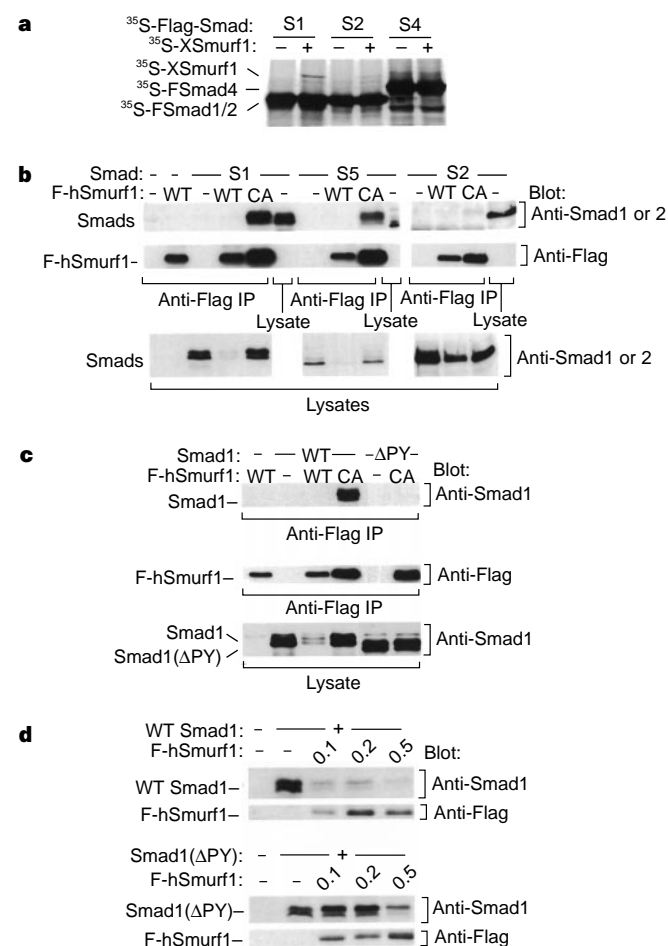 a
³⁵S-Flag-Smad: S1 S2 S4
³⁵S-XSmurf1: – + – + – +
³⁵S-XSmurf1
³⁵S-FSmad4
³⁵S-FSmad1/2
b
Smad: - - — S1 — — S5 — — S2 —
F-hSmurf1: - WT - WT CA - - WT CA - - WT CA - Blot:
Smads Anti-Smad1 or 2
F-hSmurf1– Anti-Flag
Anti-Flag IP Anti-Flag IP Anti-Flag IP
Lysate Lysate Lysate
Smads Anti-Smad1 or 2
Lysates
c
Smad1: – — WT — –ΔPY–
F-hSmurf1: WT – WT CA – CA Blot:
Smad1– Anti-Smad1
Anti-Flag IP
F-hSmurf1– Anti-Flag
Anti-Flag IP
Smad1 Anti-Smad1
Smad1(ΔPY)
Lysate
d
WT Smad1: – — + —
F-hSmurf1: – – 0.1 0.2 0.5 Blot:
WT Smad1– Anti-Smad1
F-hSmurf1– Anti-Flag
Smad1(ΔPY): – — + —
F-hSmurf1: – – 0.1 0.2 0.5
Smad1(ΔPY)– Anti-Smad1
F-hSmurf1– Anti-Flag